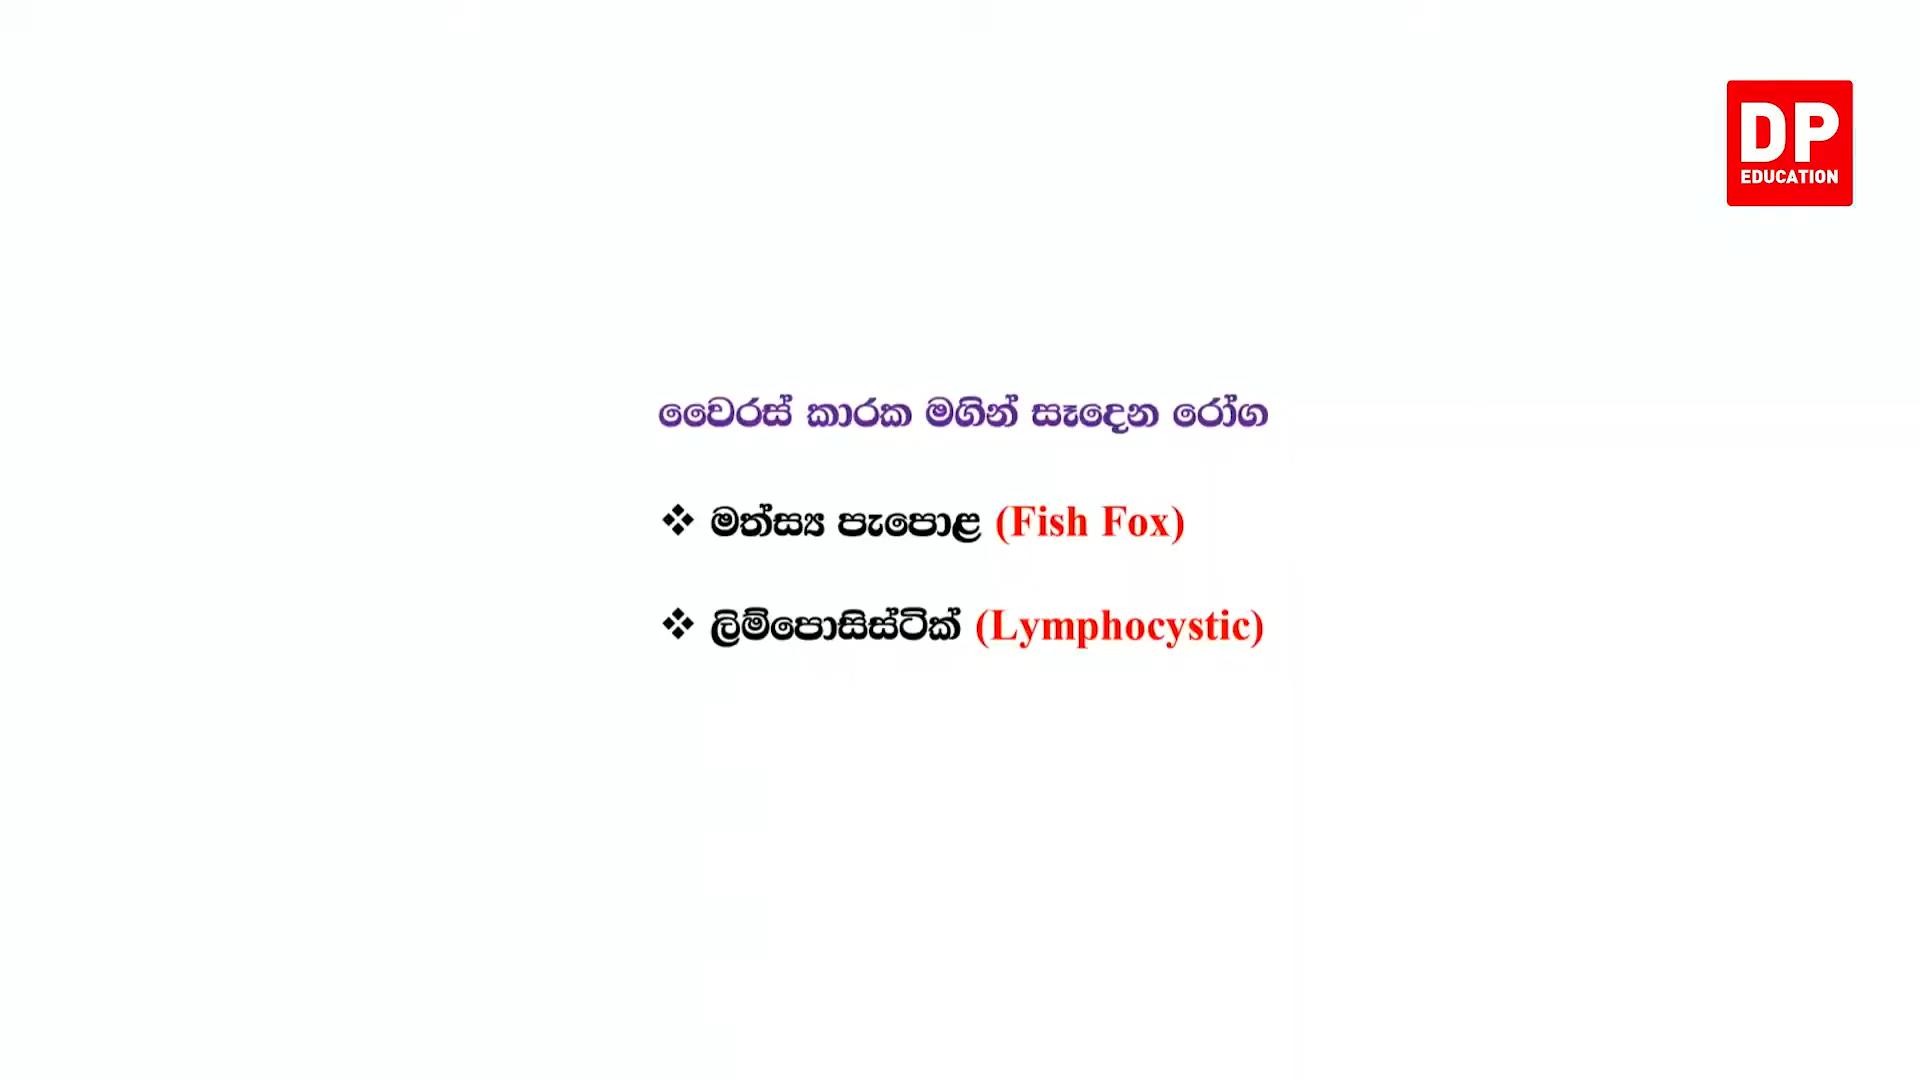 DP
EDUCATION
වෛරස් කාරක මගින් සෑදෙන රෝග
❖ මත්ස්‍ය පැපොළ (Fish Fox)
❖ ලිම්පොසිස්ටික් (Lymphocystic)